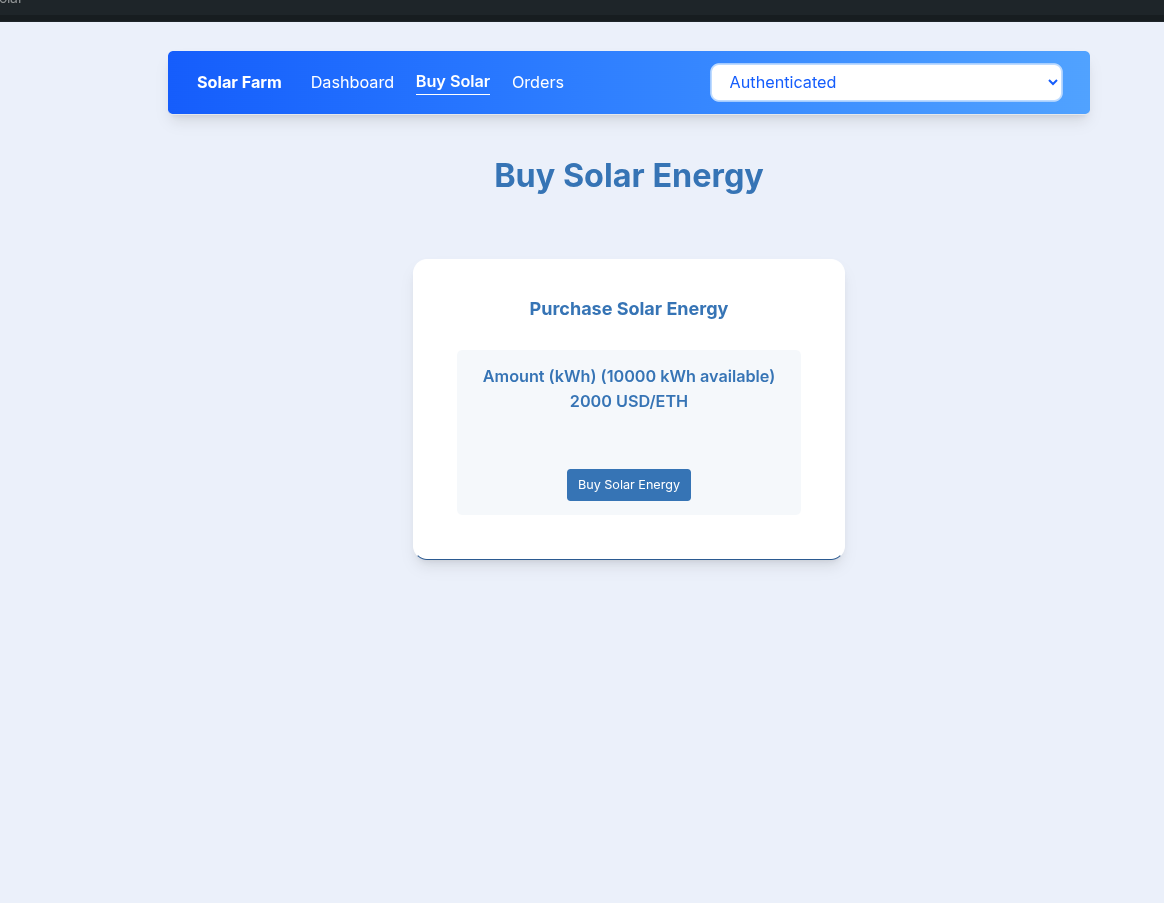 Solar Farm Dashboard Buy Solar Orders Authenticated
Buy Solar Energy
Purchase Solar Energy
Amount (kWh) (10000 kWh available)
2000 USD/ETH
Buy Solar Energy